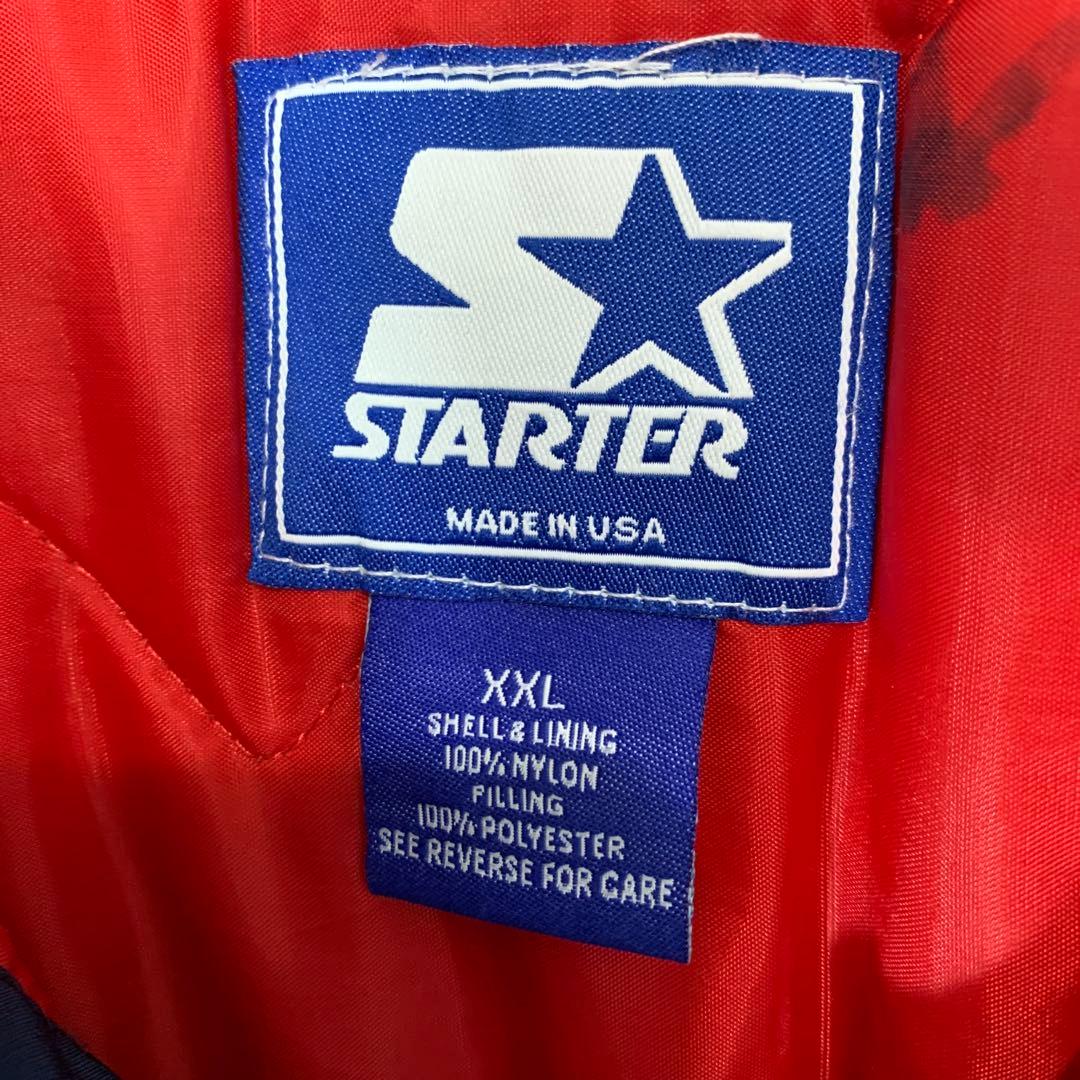 STARTER
MADE IN USA
XXL
SHELL & LINING
100% NYLON
FILLING
100% POLYESTER
SEE REVERSE FOR CARE